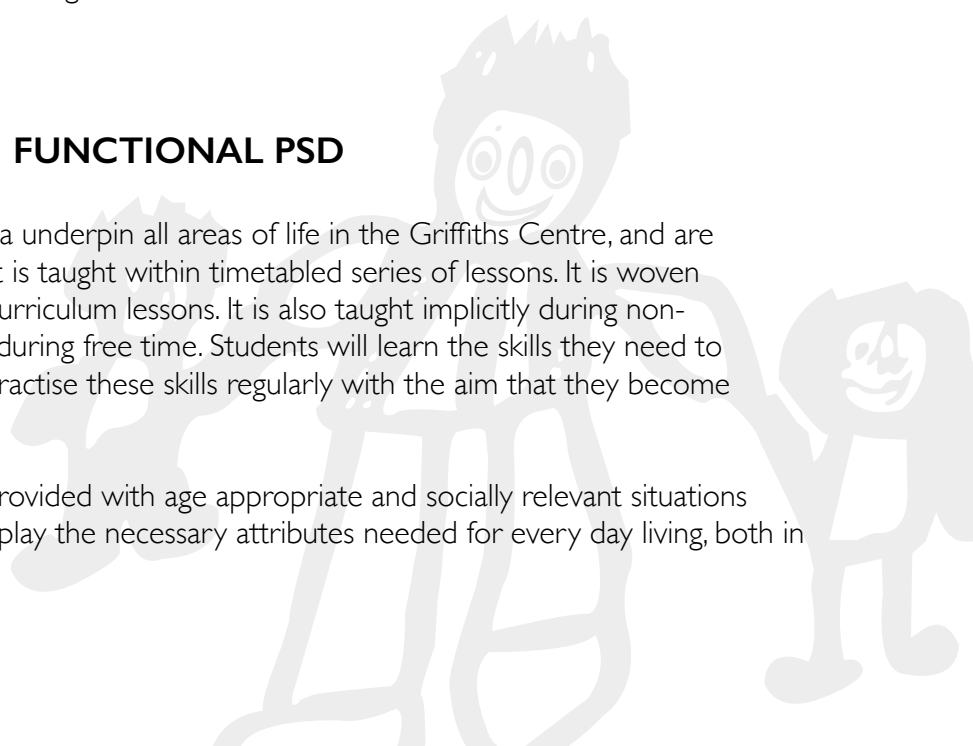 FUNCTIONAL PSD
a underpin all areas of life in the Griffiths Centre, and are
is taught within timetabled series of lessons. It is woven
urriculum lessons. It is also taught implicitly during non-
during free time. Students will learn the skills they need to
ractise these skills regularly with the aim that they become
rovided with age appropriate and socially relevant situations
play the necessary attributes needed for every day living, both in